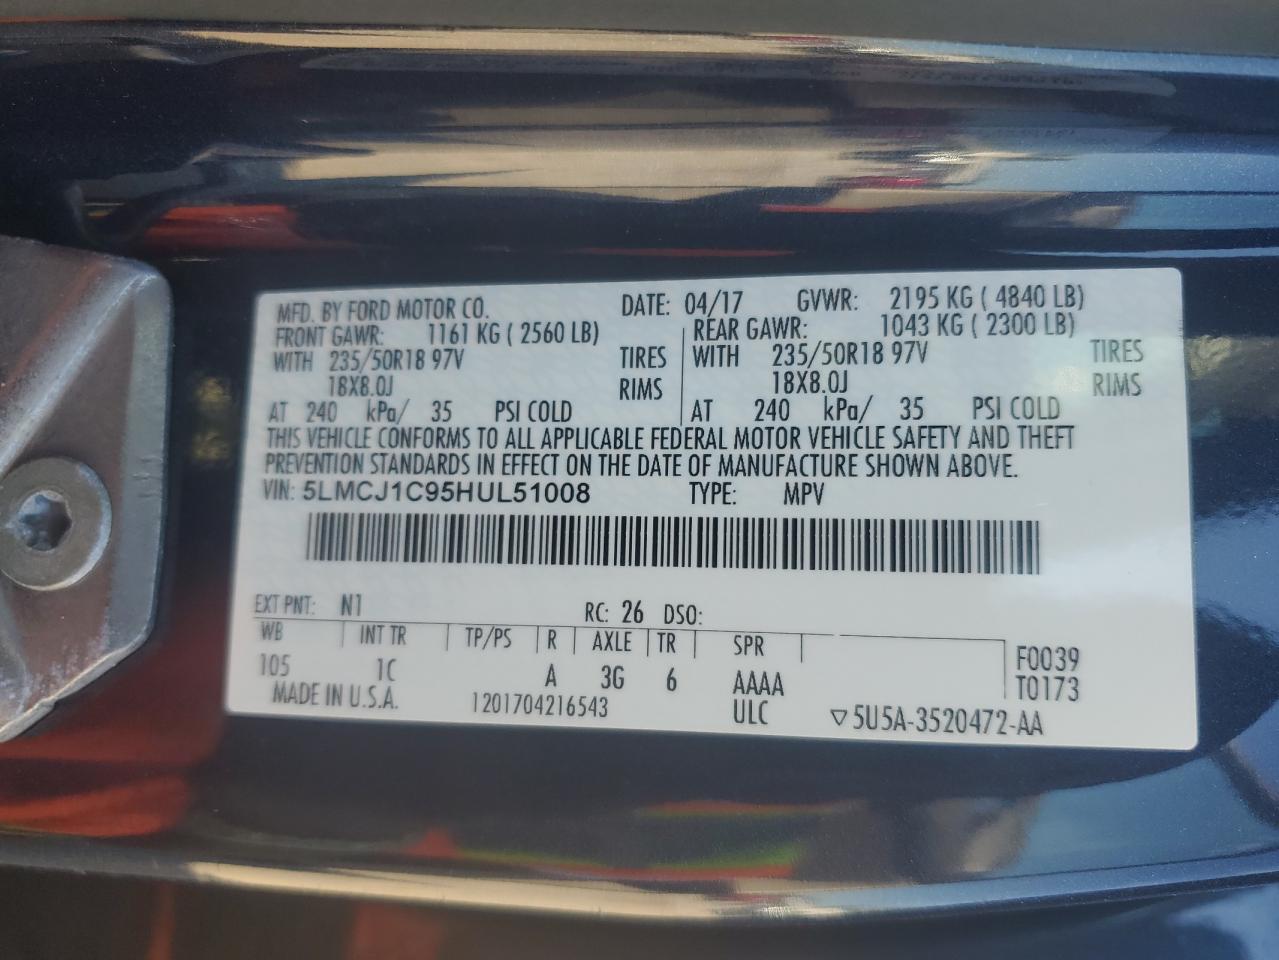 MFD. BY FORD MOTOR CO. DATE: 04/17 GVWR: 2195 KG ( 4840 LB)
FRONT GAWR: 1161 KG ( 2560 LB) REAR GAWR: 1043 KG ( 2300 LB)
WITH 235/50R18 97V TIRES WITH 235/50R18 97V TIRES
18X8.0J RIMS 18X8.0J RIMS
AT 240 kPa/ 35 PSI COLD AT 240 kPa/ 35 PSI COLD
THIS VEHICLE CONFORMS TO ALL APPLICABLE FEDERAL MOTOR VEHICLE SAFETY AND THEFT
PREVENTION STANDARDS IN EFFECT ON THE DATE OF MANUFACTURE SHOWN ABOVE.
VIN: 5LMCJ1C95HUL51008 TYPE: MPV
EXT PNT: N1 RC: 26 DSO:
WB INT TR TP/PS R AXLE TR SPR F0039
105 1C A 3G 6 AAAA T0173
MADE IN U.S.A. 1201704216543 ULC ▽5U5A-3520472-AA